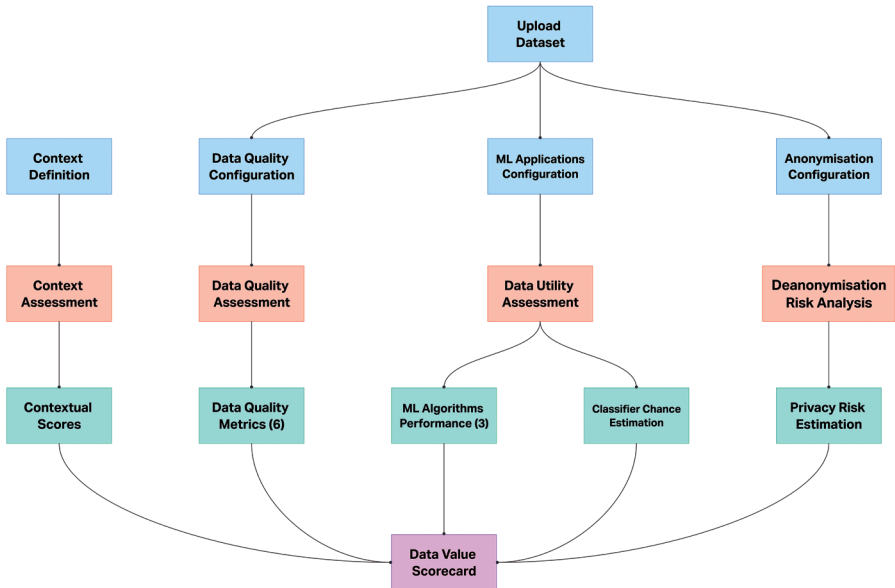 Upload
Dataset
Context
Definition
Data Quality
Configuration
ML Applications
Configuration
Anonymisation
Configuration
Context
Assessment
Data Quality
Assessment
Data Utility
Assessment
Deanonymisation
Risk Analysis
Contextual
Scores
Data Quality
Metrics (6)
ML Algorithms
Performance (3)
Classifier Chance
Estimation
Privacy Risk
Estimation
Data Value
Scorecard